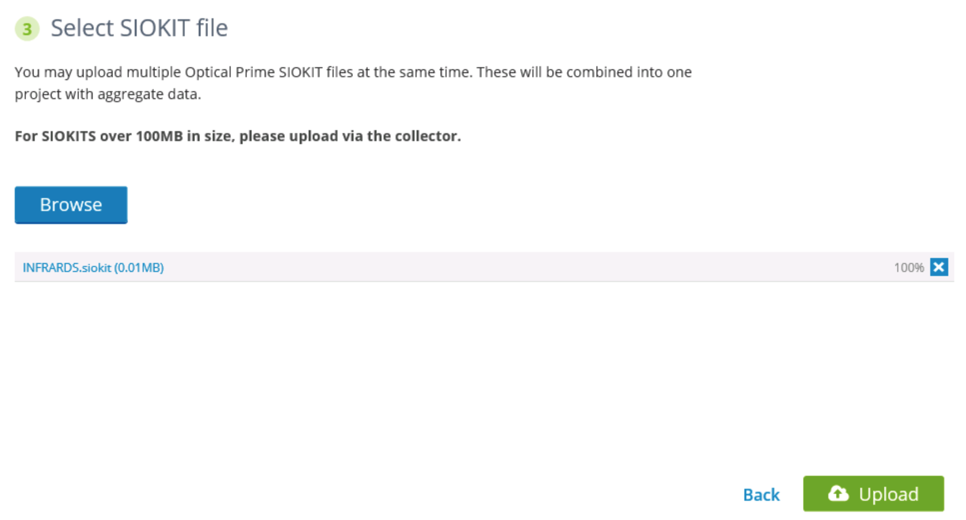 3 Select SIOKIT file
You may upload multiple Optical Prime SIOKIT files at the same time. These will be combined into one
project with aggregate data.
For SIOKITS over 100MB in size, please upload via the collector.
Browse
INFRARDS.siokit (0.01MB) 100%
Back Upload